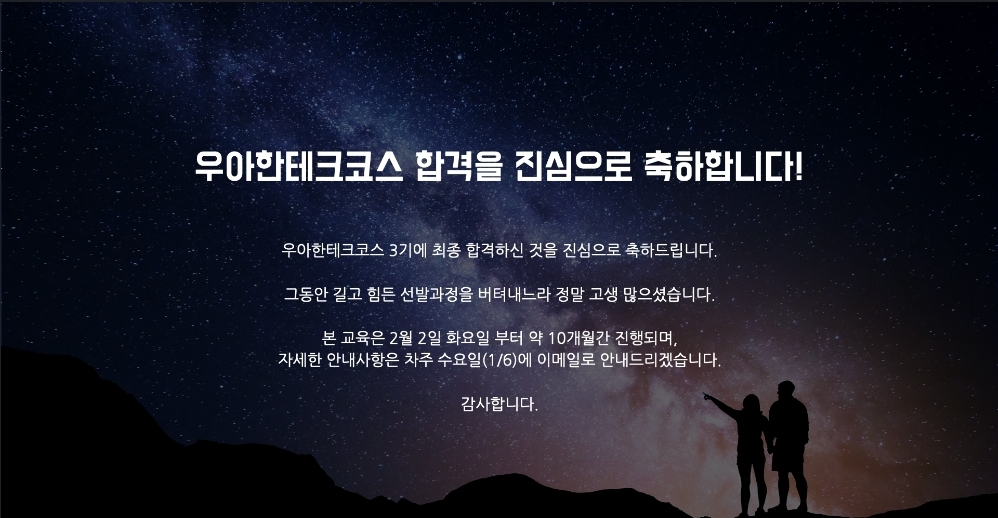 우아한테크코스 합격을 진심으로 축하합니다!
우아한테크코스 3기에 최종 합격하신 것을 진심으로 축하드립니다.
그동안 길고 힘든 선발과정을 버텨내느라 정말 고생 많으셨습니다.
본 교육은 2월 2일 화요일 부터 약 10개월간 진행되며,
자세한 안내사항은 차주 수요일(1/6)에 이메일로 안내드리겠습니다.
감사합니다.